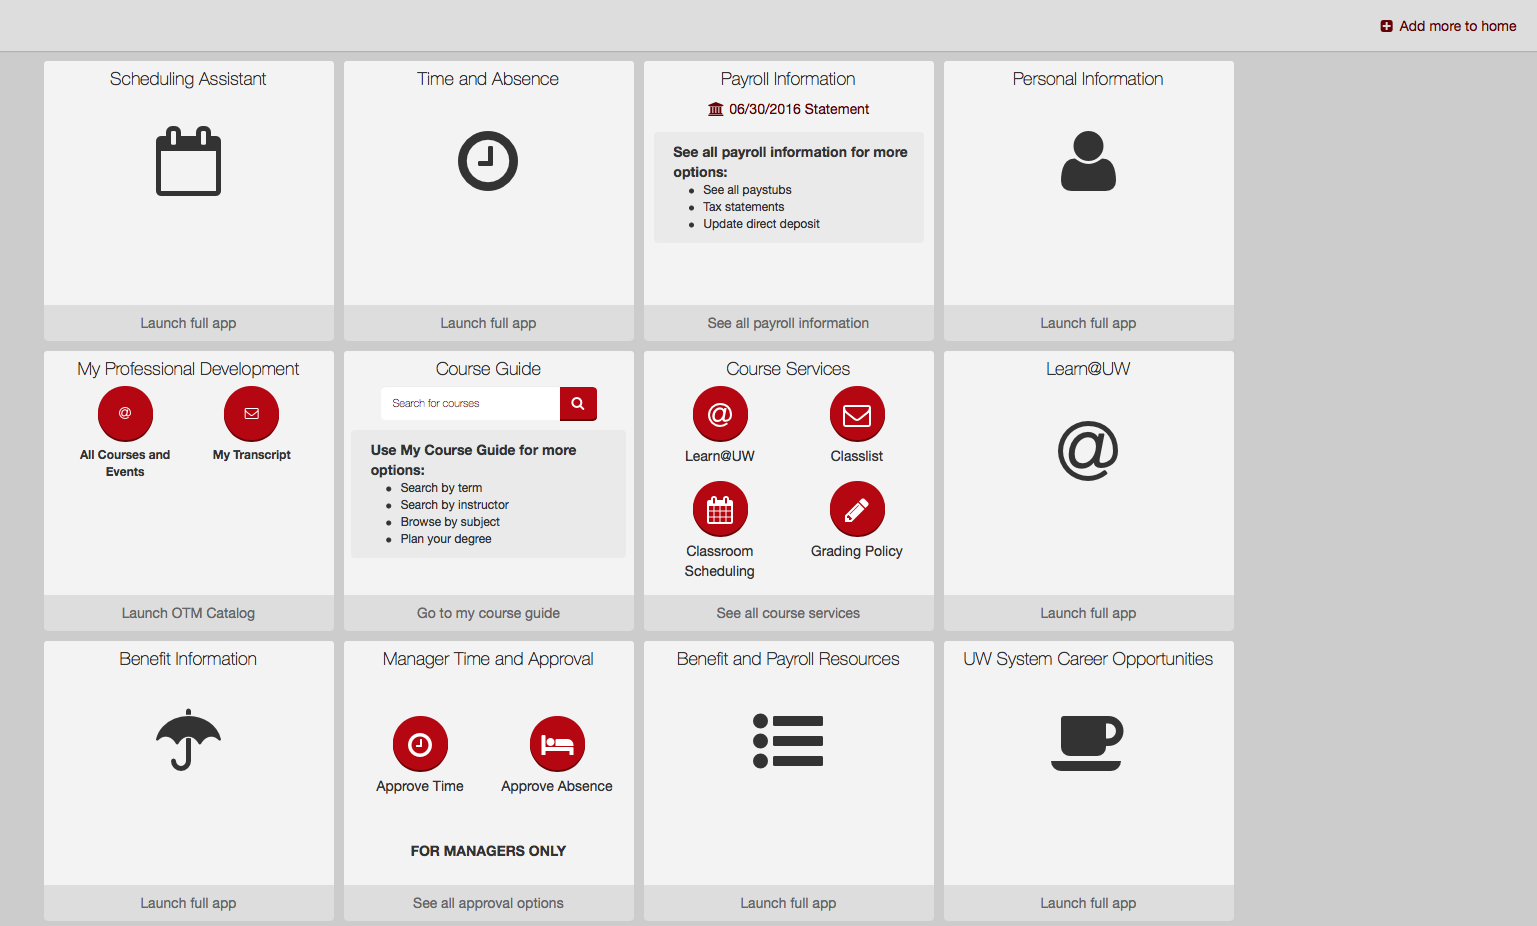 Add more to home
Scheduling Assistant
Launch full app
Time and Absence
Launch full app
Payroll Information
06/30/2016 Statement
See all payroll information for more
options:
See all paystubs
Tax statements
Update direct deposit
See all payroll information
Personal Information
Launch full app
My Professional Development
@
All Courses and
Events
My Transcript
Launch OTM Catalog
Course Guide
Search for courses
Use My Course Guide for more
options:
Search by term
Search by instructor
Browse by subject
Plan your degree
Go to my course guide
Course Services
@
Learn@UW
Classlist
Classroom
Scheduling
Grading Policy
See all course services
Learn@UW
@
Launch full app
Benefit Information
Launch full app
Manager Time and Approval
Approve Time
Approve Absence
FOR MANAGERS ONLY
See all approval options
Benefit and Payroll Resources
Launch full app
UW System Career Opportunities
Launch full app